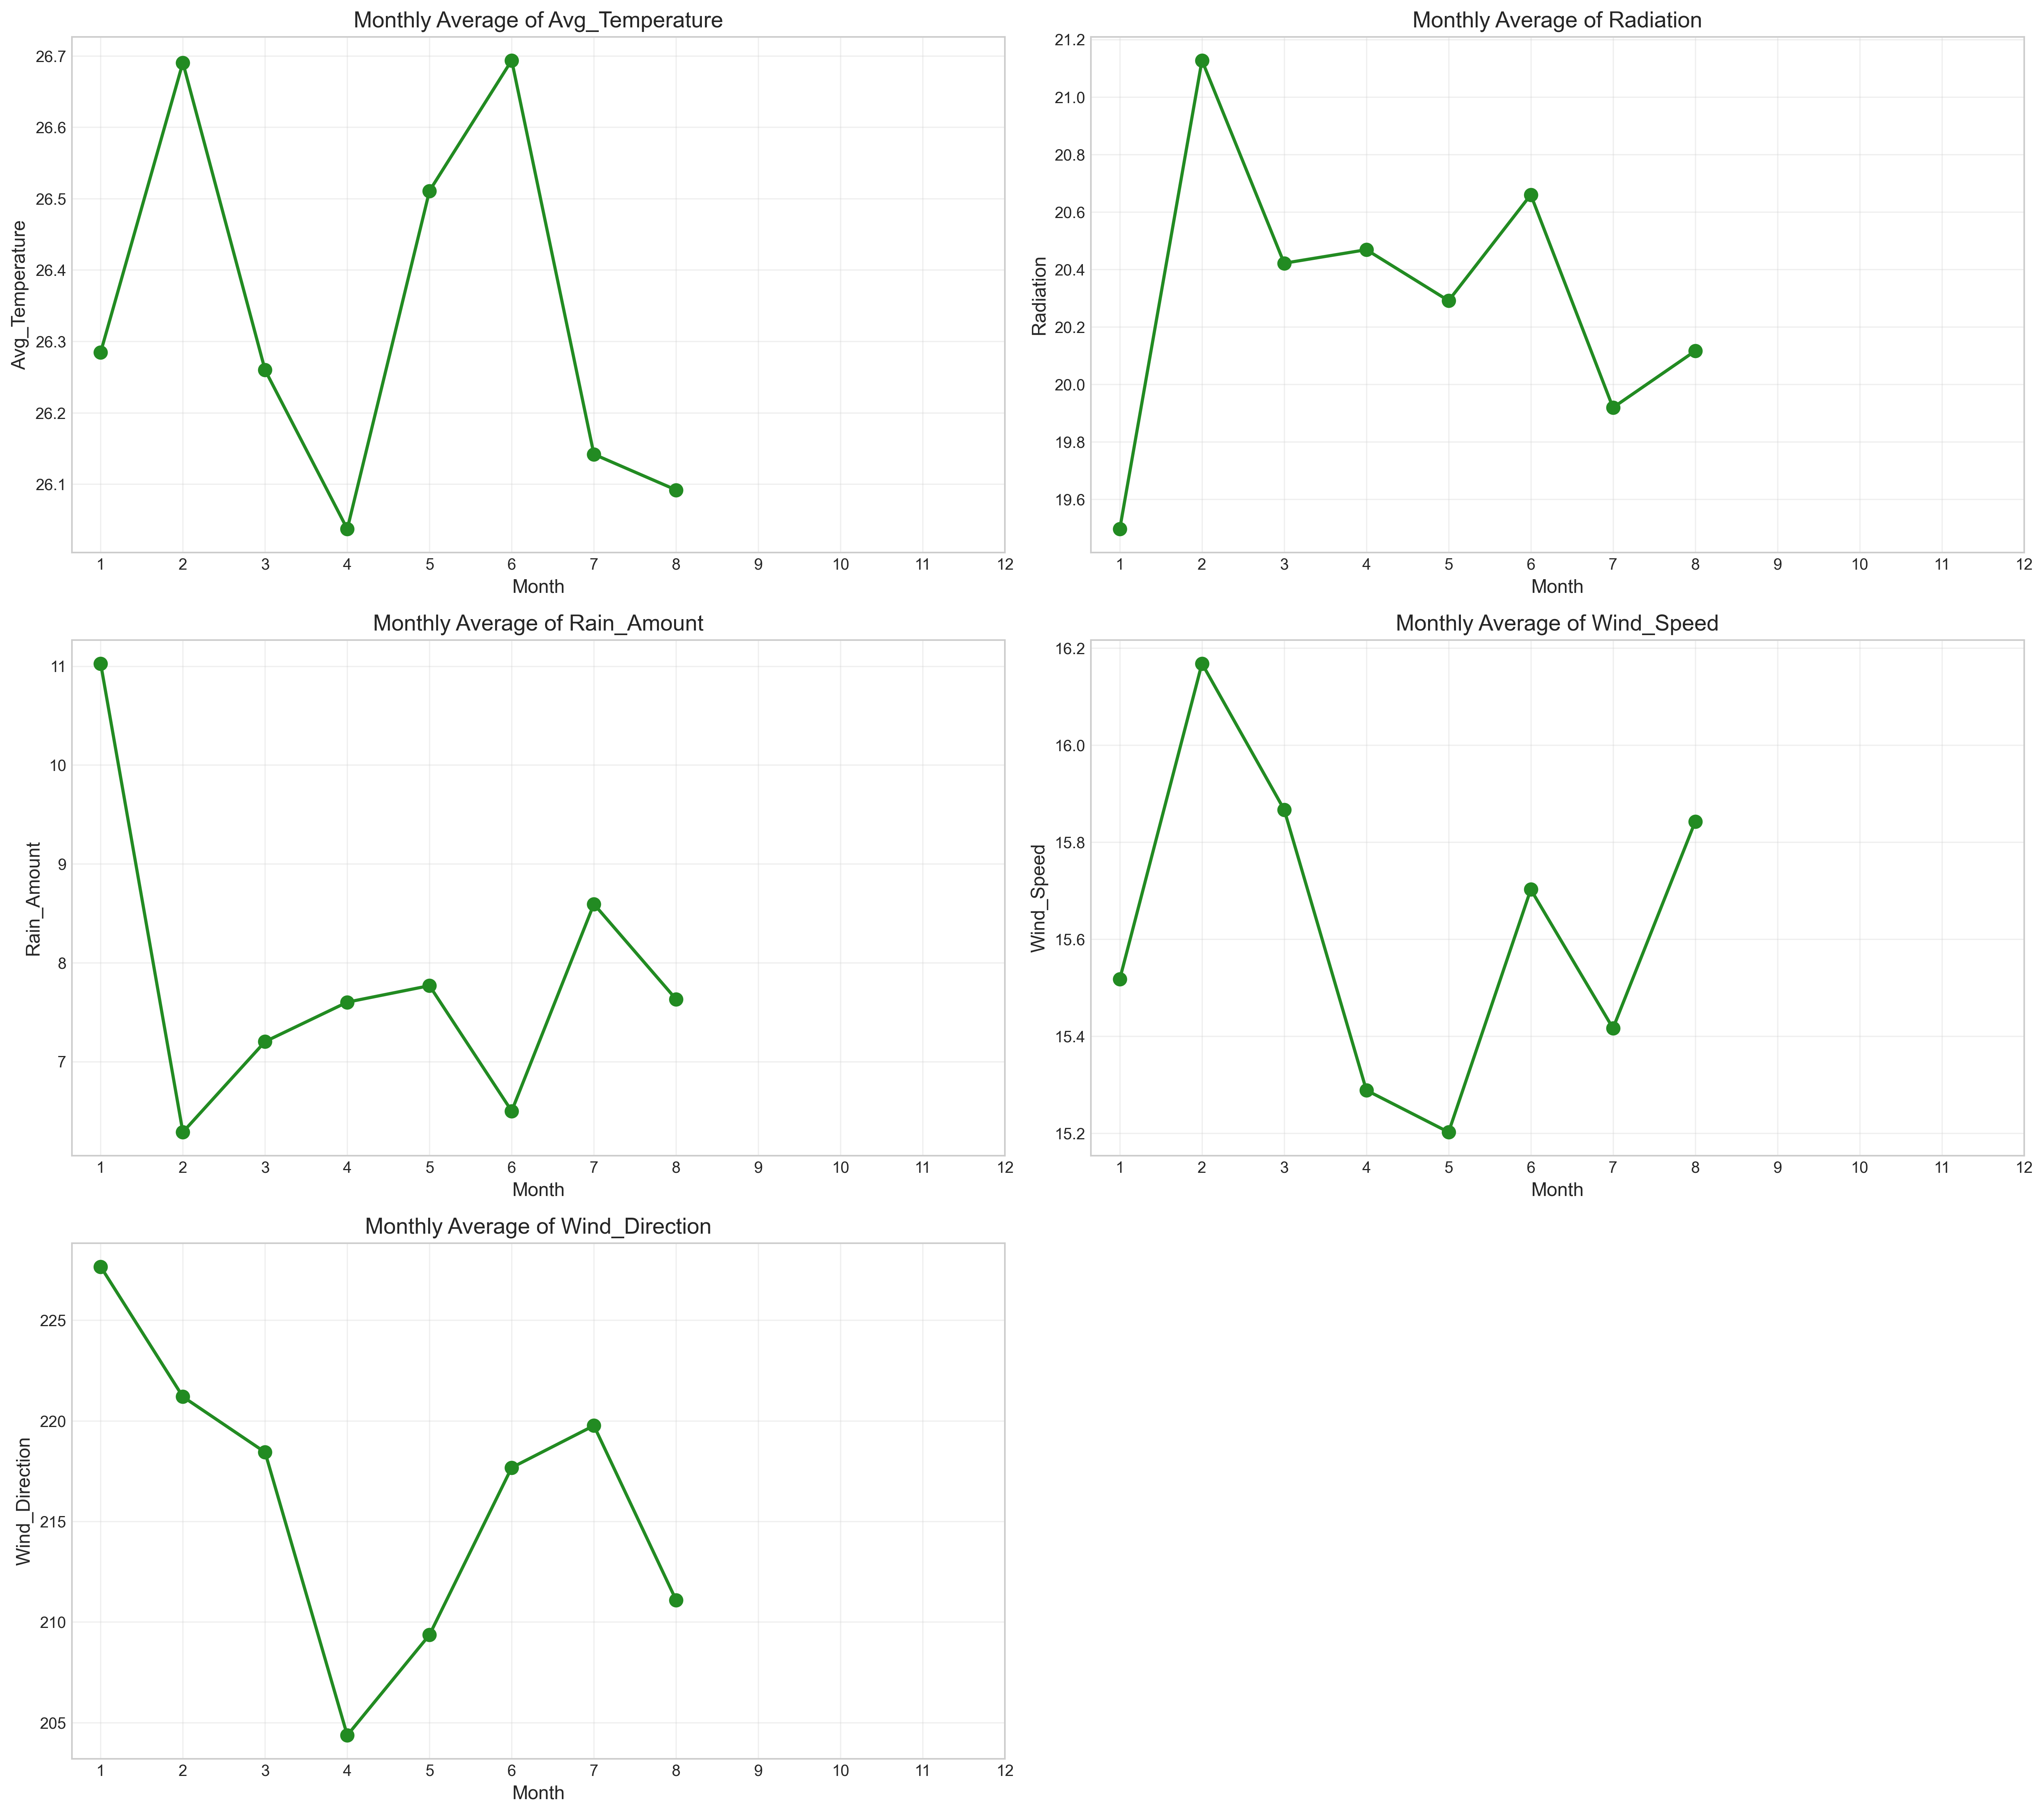 Monthly Average of Avg_Temperature
Avg_Temperature
26.7
26.6
26.5
26.4
26.3
26.2
26.1
1 2 3 4 5 6 7 8 9 10 11 12
Month
Monthly Average of Radiation
Radiation
21.2
21.0
20.8
20.6
20.4
20.2
20.0
19.8
19.6
1 2 3 4 5 6 7 8 9 10 11 12
Month
Monthly Average of Rain_Amount
Rain_Amount
11
10
9
8
7
1 2 3 4 5 6 7 8 9 10 11 12
Month
Monthly Average of Wind_Speed
Wind_Speed
16.2
16.0
15.8
15.6
15.4
15.2
1 2 3 4 5 6 7 8 9 10 11 12
Month
Monthly Average of Wind_Direction
Wind_Direction
225
220
215
210
205
1 2 3 4 5 6 7 8 9 10 11 12
Month